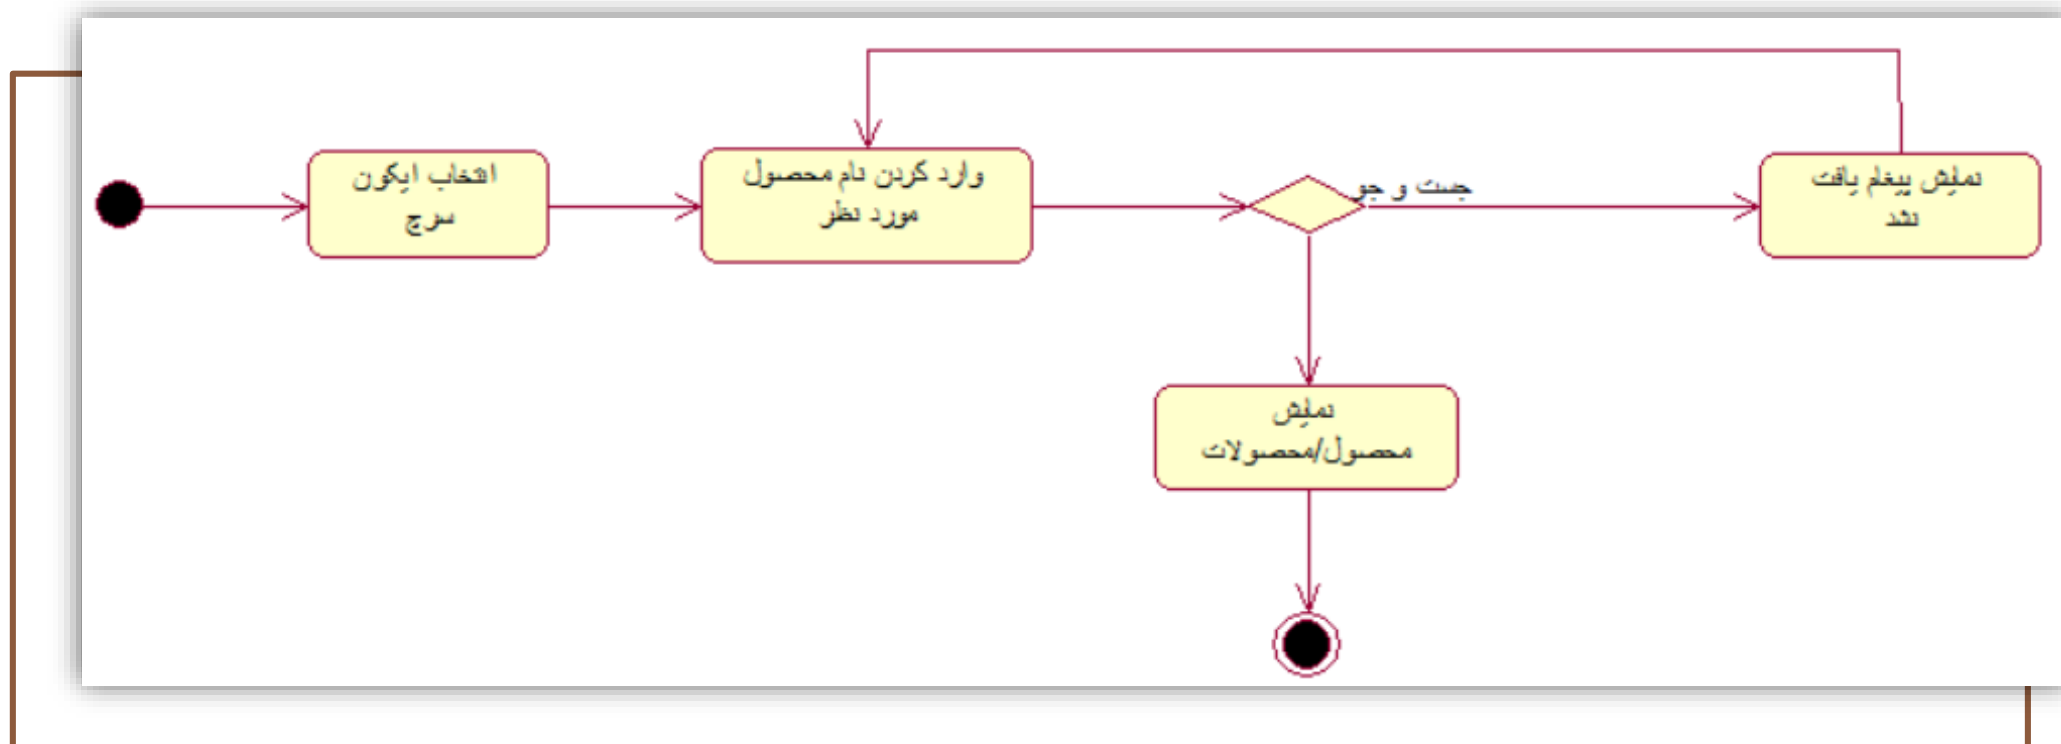 انتخاب ایکون
سرچ
وارد کردن نام محصول
مورد نظر
جست و جو
نمایش پیغام یافت
نشد
نمایش
محصول/محصولات